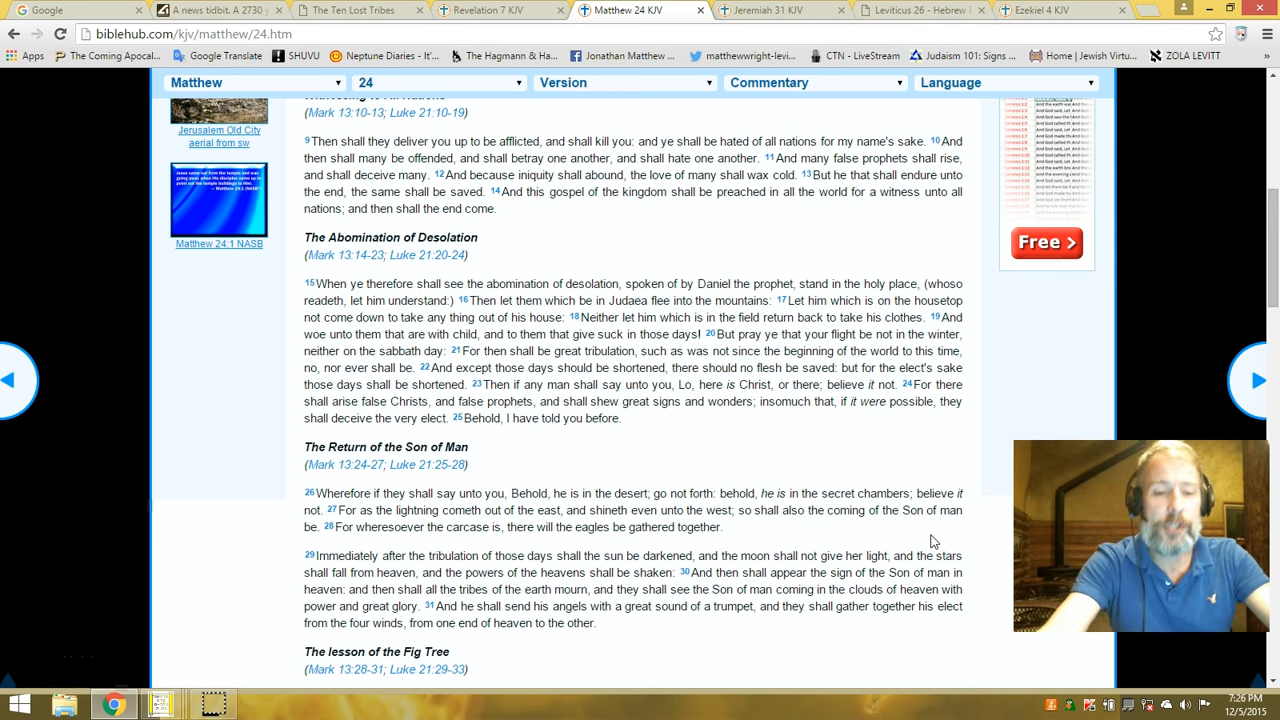 Google
A news tidbit. A 2730 y
The Ten Lost Tribes
Revelation 7 KJV
Matthew 24 KJV
Jeremiah 31 KJV
Leviticus 26 - Hebrew
Ezekiel 4 KJV
biblehub.com/kjv/matthew/24.htm
Apps
The Coming Apocal...
Google Translate
SHUVU
Neptune Diaries - It'...
The Hagmann & Ha...
Jonathan Matthew ...
matthewwright-levi...
CTN - LiveStream
Judaism 101: Signs ...
Home | Jewish Virtu...
ZOLA LEVITT
Matthew
24
Version
Commentary
Language
Jerusalem Old City
aerial from sw
Matthew 24:1 NASB
(Mark 13:9-13; Luke 21:10-19)
9Then shall they deliver you up to be afflicted, and shall kill you: and ye shall be hated of all nations for my name's sake. 10And
then shall many be offended, and shall betray one another, and shall hate one another. 11And many false prophets shall rise,
many. 12And because iniquity shall abound, the love of many shall wax cold. 13But he that shall endure unto
the same shall be saved. 14And this gospel of the kingdom shall be preached in all the world for a witness unto all
shall the end come.
The Abomination of Desolation
(Mark 13:14-23; Luke 21:20-24)
15When ye therefore shall see the abomination of desolation, spoken of by Daniel the prophet, stand in the holy place, (whoso
readeth, let him understand:) 16Then let them which be in Judaea flee into the mountains: 17Let him which is on the housetop
not come down to take any thing out of his house: 18Neither let him which is in the field return back to take his clothes. 19And
woe unto them that are with child, and to them that give suck in those days! 20But pray ye that your flight be not in the winter,
neither on the sabbath day: 21For then shall be great tribulation, such as was not since the beginning of the world to this time,
no, nor ever shall be. 22And except those days should be shortened, there should no flesh be saved: but for the elect's sake
those days shall be shortened. 23Then if any man shall say unto you, Lo, here is Christ, or there; believe it not. 24For there
shall arise false Christs, and false prophets, and shall shew great signs and wonders; insomuch that, if it were possible, they
shall deceive the very elect. 25Behold, I have told you before.
The Return of the Son of Man
(Mark 13:24-27; Luke 21:25-28)
26Wherefore if they shall say unto you, Behold, he is in the desert; go not forth: behold, he is in the secret chambers; believe it
not. 27For as the lightning cometh out of the east, and shineth even unto the west; so shall also the coming of the Son of man
be. 28For wheresoever the carcase is, there will the eagles be gathered together.
29Immediately after the tribulation of those days shall the sun be darkened, and the moon shall not give her light, and the stars
shall fall from heaven, and the powers of the heavens shall be shaken: 30And then shall appear the sign of the Son of man in
heaven: and then shall all the tribes of the earth mourn, and they shall see the Son of man coming in the clouds of heaven with
power and great glory. 31And he shall send his angels with a great sound of a trumpet, and they shall gather together his elect
from the four winds, from one end of heaven to the other.
The lesson of the Fig Tree
(Mark 13:28-31; Luke 21:29-33)
Free >
7:26 PM
12/5/2015